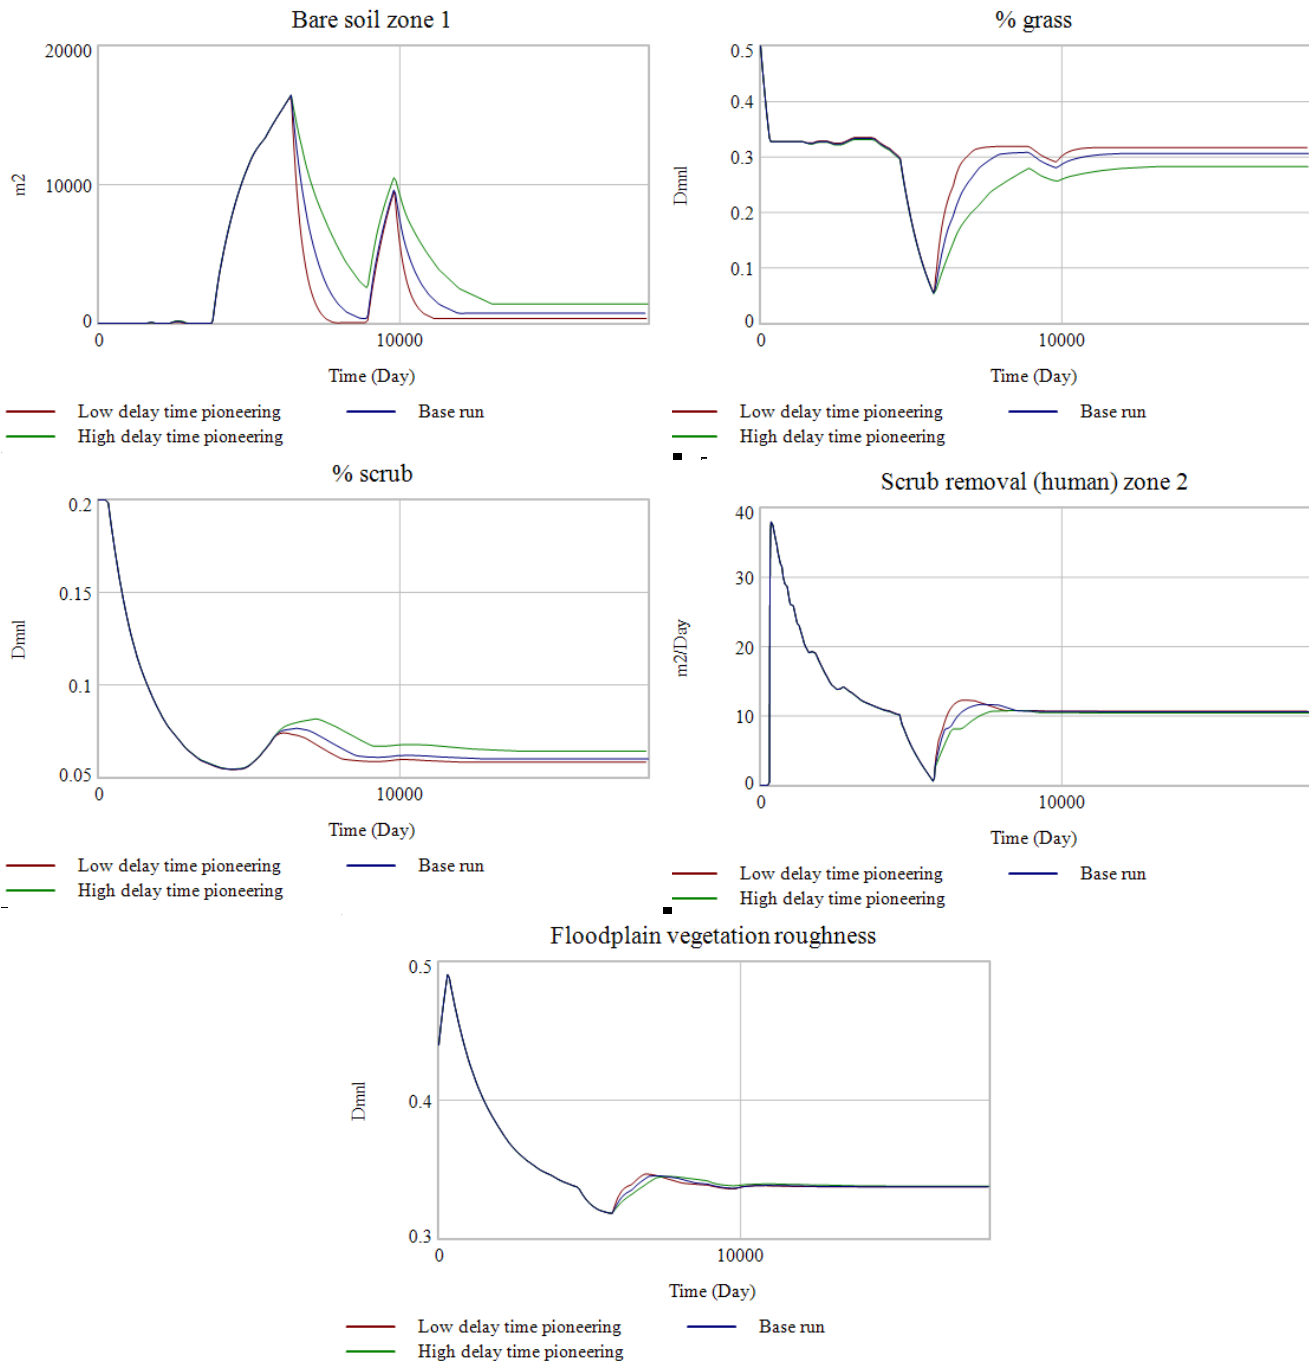 Bare soil zone 1
20000
10000
0
m2
0 10000
Time (Day)
Low delay time pioneering Base run
High delay time pioneering
% grass
0.5
0.4
0.3
0.2
0.1
0
Dmnl
0 10000
Time (Day)
Low delay time pioneering Base run
High delay time pioneering
% scrub
0.2
0.15
0.1
0.05
Dmnl
0 10000
Time (Day)
Low delay time pioneering Base run
High delay time pioneering
Scrub removal (human) zone 2
40
30
20
10
0
m2/Day
0 10000
Time (Day)
Low delay time pioneering Base run
High delay time pioneering
Floodplain vegetation roughness
0.5
0.4
0.3
Dmnl
0 10000
Time (Day)
Low delay time pioneering Base run
High delay time pioneering